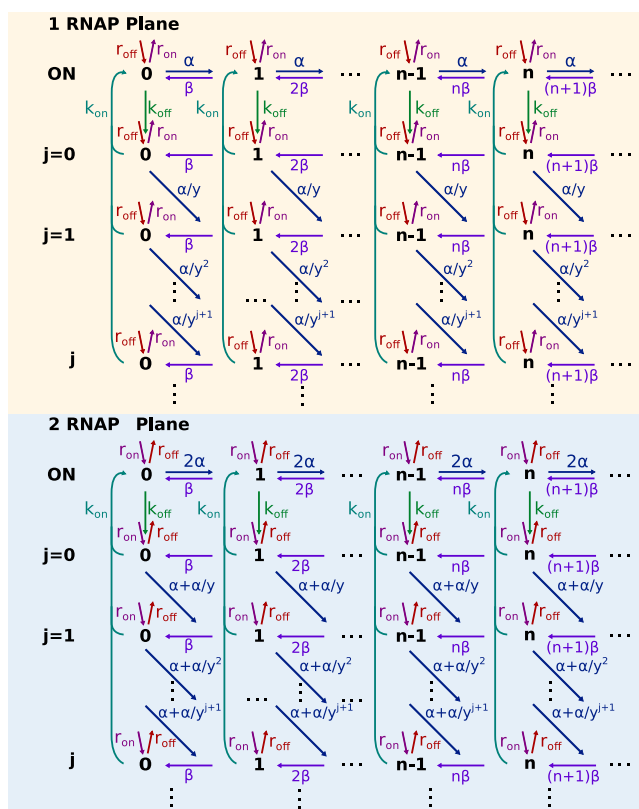 1 RNAP Plane
r_off r_on r_off r_on r_off r_on r_off r_on
ON 0 α 1 α ... n-1 α n α ...
β 2β nβ (n+1)β
k_on k_off k_on k_off k_on k_off k_on k_off
r_off r_on r_off r_on r_off r_on r_off r_on
j=0 0 1 ... n-1 n ...
β 2β nβ (n+1)β
α/y α/y α/y α/y
r_off r_on r_off r_on r_off r_on r_off r_on
j=1 0 1 ... n-1 n ...
β 2β nβ (n+1)β
α/y² α/y² α/y² α/y²
α/y^{j+1} α/y^{j+1} α/y^{j+1} α/y^{j+1}
r_off r_on r_off r_on r_off r_on r_off r_on
j 0 1 ... n-1 n ...
β 2β nβ (n+1)β
2 RNAP Plane
r_on r_off r_on r_off r_on r_off r_on r_off
ON 0 2α 1 2α ... n-1 2α n 2α ...
β 2β nβ (n+1)β
k_on k_off k_on k_off k_on k_off k_on k_off
r_on r_off r_on r_off r_on r_off r_on r_off
j=0 0 1 ... n-1 n ...
β 2β nβ (n+1)β
α+α/y α+α/y α+α/y α+α/y
r_on r_off r_on r_off r_on r_off r_on r_off
j=1 0 1 ... n-1 n ...
β 2β nβ (n+1)β
α+α/y² α+α/y² α+α/y² α+α/y²
α+α/y^{j+1} α+α/y^{j+1} α+α/y^{j+1} α+α/y^{j+1}
r_on r_off r_on r_off r_on r_off r_on r_off
j 0 1 ... n-1 n ...
β 2β nβ (n+1)β